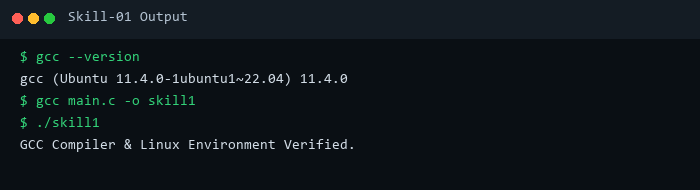 Skill-01 Output
$ gcc --version
gcc (Ubuntu 11.4.0-1ubuntu1~22.04) 11.4.0
$ gcc main.c -o skill1
$ ./skill1
GCC Compiler & Linux Environment Verified.